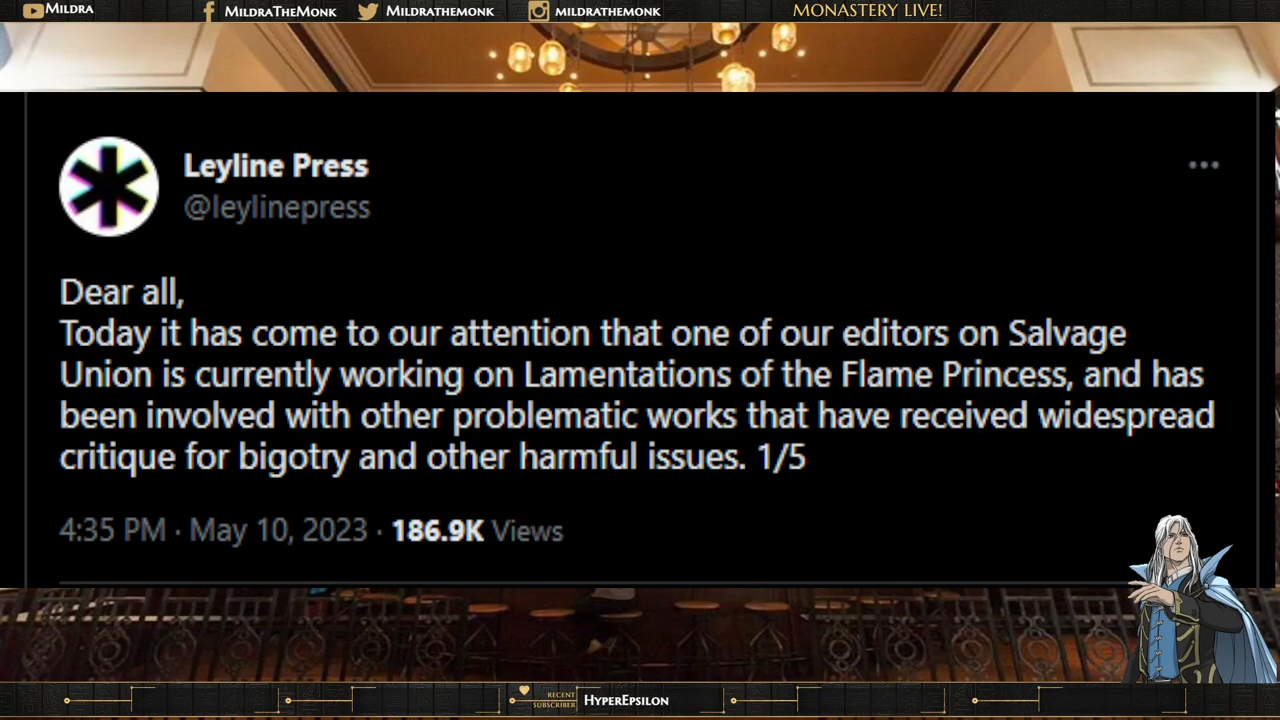 Mildra
MildraTheMonk
Mildrathemonk
mildrathemonk
MONASTERY LIVE!
Leyline Press
@leylinepress
Dear all,
Today it has come to our attention that one of our editors on Salvage
Union is currently working on Lamentations of the Flame Princess, and has
been involved with other problematic works that have received widespread
critique for bigotry and other harmful issues. 1/5
4:35 PM · May 10, 2023 · 186.9K Views
RECENT
SUBSCRIBER
HyperEpsilon